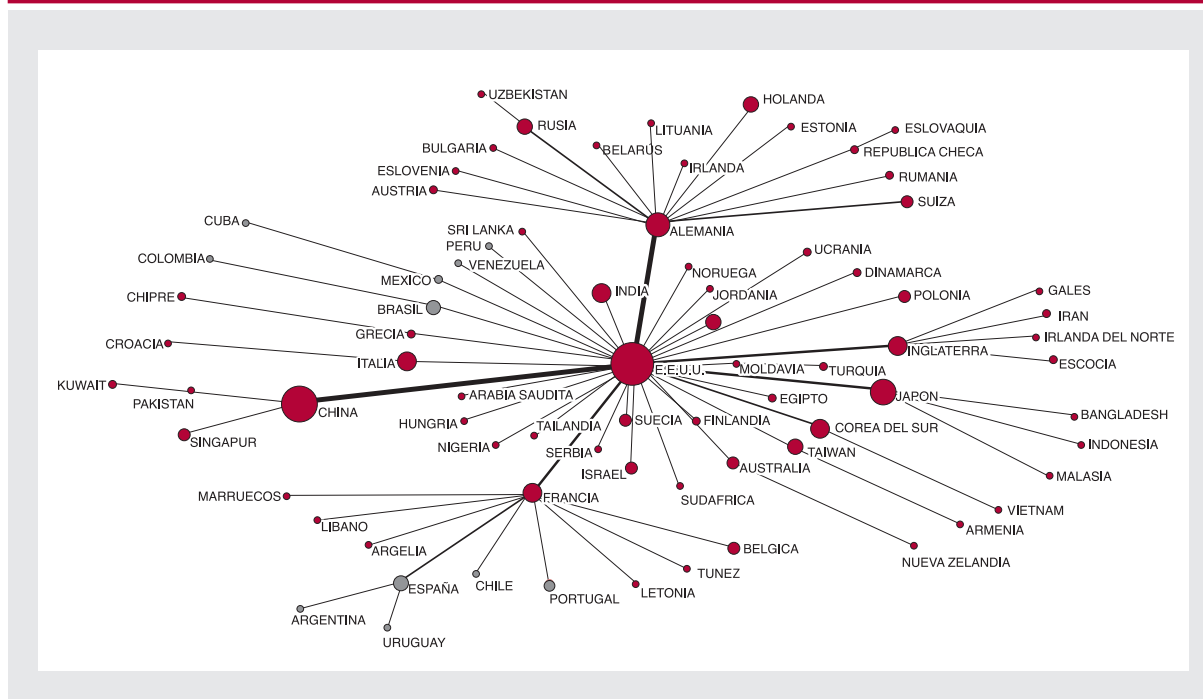 UZBEKISTAN
HOLANDA
RUSIA
LITUANIA
ESTONIA
ESLOVAQUIA
BULGARIA
BELARÚS
REPUBLICA CHECA
ESLOVENIA
IRLANDA
RUMANIA
AUSTRIA
SUIZA
CUBA
SRI LANKA
ALEMANIA
PERU
UCRANIA
COLOMBIA
VENEZUELA
NORUEGA
DINAMARCA
MEXICO
CHIPRE
INDIA
JORDANIA
POLONIA
GALES
BRASIL
IRAN
GRECIA
IRLANDA DEL NORTE
CROACIA
ITALIA
INGLATERRA
ESCOCIA
KUWAIT
E.E.U.U.
MOLDAVIA
TURQUIA
PAKISTAN
CHINA
ARABIA SAUDITA
EGIPTO
JAPON
BANGLADESH
HUNGRIA
TAILANDIA
SUECIA
FINLANDIA
COREA DEL SUR
SINGAPUR
NIGERIA
SERBIA
TAIWAN
INDONESIA
ISRAEL
AUSTRALIA
MALASIA
MARRUECOS
FRANCIA
SUDAFRICA
LIBANO
VIETNAM
ARGELIA
BELGICA
ARMENIA
ESPAÑA
CHILE
TUNEZ
NUEVA ZELANDIA
PORTUGAL
LETONIA
ARGENTINA
URUGUAY